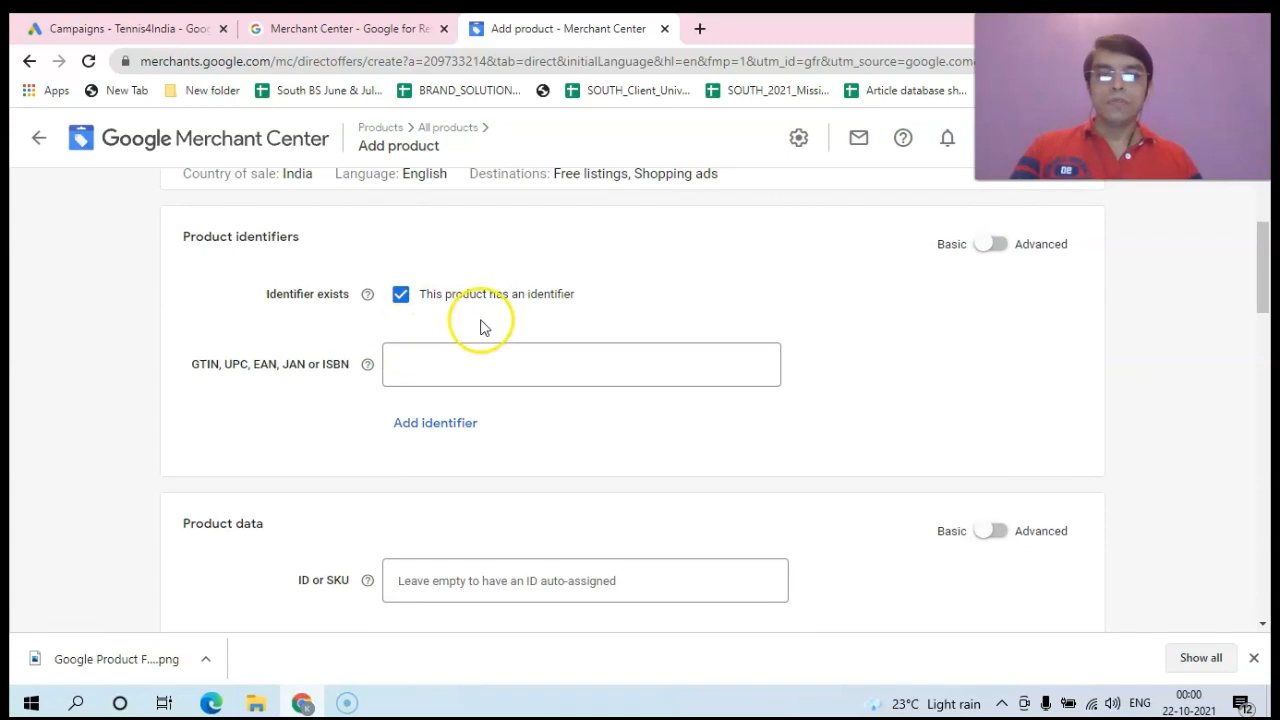 Campaigns - Tennis4India - Goo
Merchant Center - Google for Re
Add product - Merchant Center
merchants.google.com/mc/directoffers/create?a=209733214&tab=direct&initialLanguage&hl=en&fmp=1&utm_id=gfr&utm_source=google.com
Apps
New Tab
New folder
South BS June & Jul...
BRAND_SOLUTION...
SOUTH_Client_Univ...
SOUTH_2021_Missi...
Article database sh...
Google Merchant Center
Products > All products >
Add product
Country of sale: India
Language: English
Destinations: Free listings, Shopping ads
Product identifiers
Basic
Advanced
Identifier exists
This product has an identifier
GTIN, UPC, EAN, JAN or ISBN
Add identifier
Product data
Basic
Advanced
ID or SKU
Leave empty to have an ID auto-assigned
Google Product F....png
Show all
23°C Light rain
ENG
00:00
22-10-2021
12